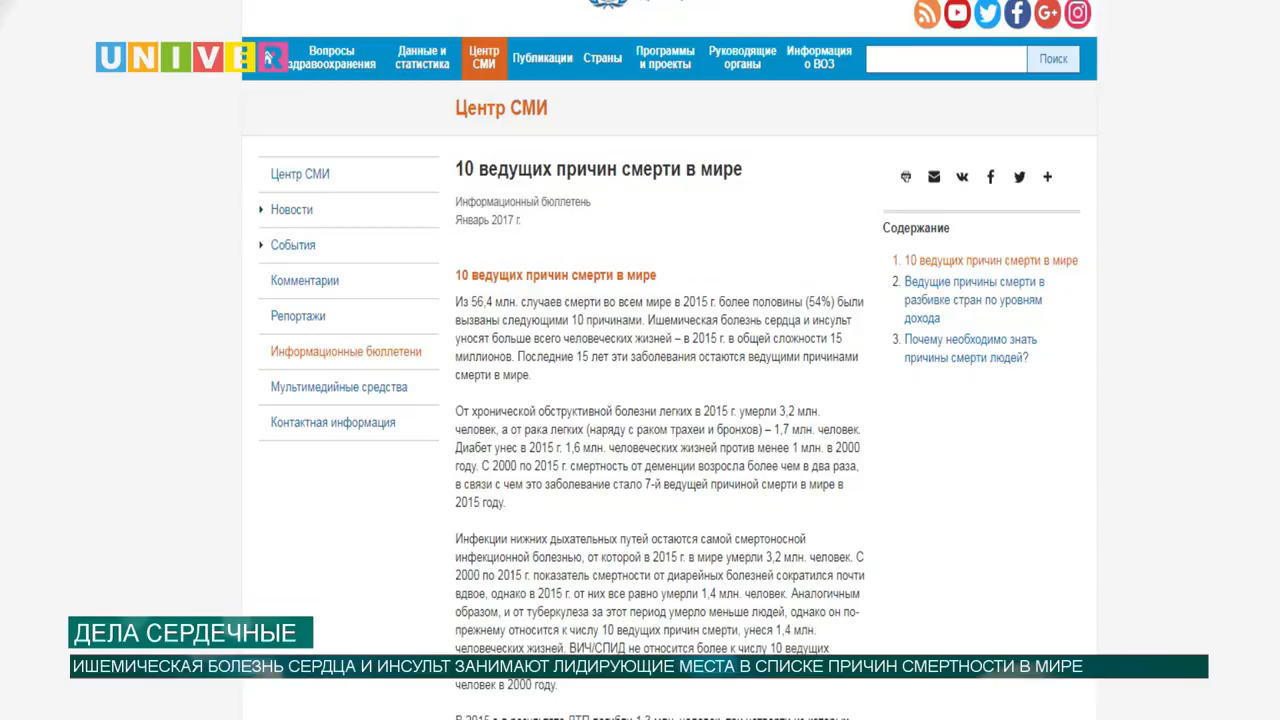 UNIVER
Вопросы здравоохранения
Данные и статистика
Центр СМИ
Публикации
Страны
Программы и проекты
Руководящие органы
Информация о ВОЗ
Поиск
Центр СМИ
Центр СМИ
Новости
События
Комментарии
Репортажи
Информационные бюллетени
Мультимедийные средства
Контактная информация
10 ведущих причин смерти в мире
Информационный бюллетень
Январь 2017 г.
10 ведущих причин смерти в мире
Из 56,4 млн. случаев смерти во всем мире в 2015 г. более половины (54%) были
вызваны следующими 10 причинами. Ишемическая болезнь сердца и инсульт
уносят больше всего человеческих жизней – в 2015 г. в общей сложности 15
миллионов. Последние 15 лет эти заболевания остаются ведущими причинами
смерти в мире.
От хронической обструктивной болезни легких в 2015 г. умерли 3,2 млн.
человек, а от рака легких (наряду с раком трахеи и бронхов) – 1,7 млн. человек.
Диабет унес в 2015 г. 1,6 млн. человеческих жизней против менее 1 млн. в 2000
году. С 2000 по 2015 г. смертность от деменции возросла более чем в два раза,
в связи с чем это заболевание стало 7-й ведущей причиной смерти в мире в
2015 году.
Инфекции нижних дыхательных путей остаются самой смертоносной
инфекционной болезнью, от которой в 2015 г. в мире умерли 3,2 млн. человек. С
2000 по 2015 г. показатель смертности от диарейных болезней сократился почти
вдвое, однако в 2015 г. от них все равно умерли 1,4 млн. человек. Аналогичным
образом, и от туберкулеза за этот период умерло меньше людей, однако он по-
прежнему относится к числу 10 ведущих причин смерти, унеся 1,4 млн.
человеческих жизней. ВИЧ/СПИД не относится более к числу 10 ведущих
человек в 2000 году.
В 2015 г. в результате ДТП погибли 1,3 млн. человек, три четверти из которых
Содержание
1. 10 ведущих причин смерти в мире
2. Ведущие причины смерти в
разбивке стран по уровням
дохода
3. Почему необходимо знать
причины смерти людей?
ДЕЛА СЕРДЕЧНЫЕ
ИШЕМИЧЕСКАЯ БОЛЕЗНЬ СЕРДЦА И ИНСУЛЬТ ЗАНИМАЮТ ЛИДИРУЮЩИЕ МЕСТА В СПИСКЕ ПРИЧИН СМЕРТНОСТИ В МИРЕ